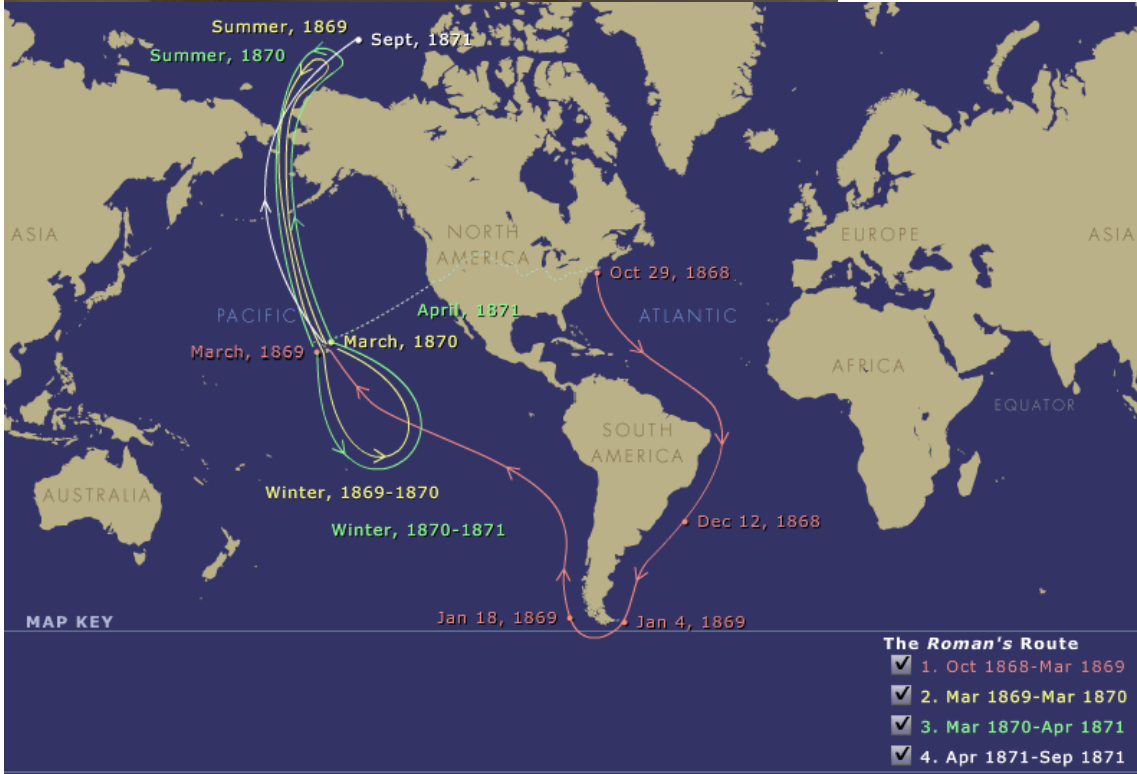 Summer, 1869
Sept, 1871
Summer, 1870
ASIA
NORTH
AMERICA
EUROPE
ASIA
Oct 29, 1868
April, 1871
PACIFIC
ATLANTIC
March, 1870
March, 1869
AFRICA
EQUATOR
SOUTH
AMERICA
AUSTRALIA
Winter, 1869-1870
Winter, 1870-1871
Dec 12, 1868
Jan 18, 1869
Jan 4, 1869
MAP KEY
The Roman's Route
1. Oct 1868-Mar 1869
2. Mar 1869-Mar 1870
3. Mar 1870-Apr 1871
4. Apr 1871-Sep 1871